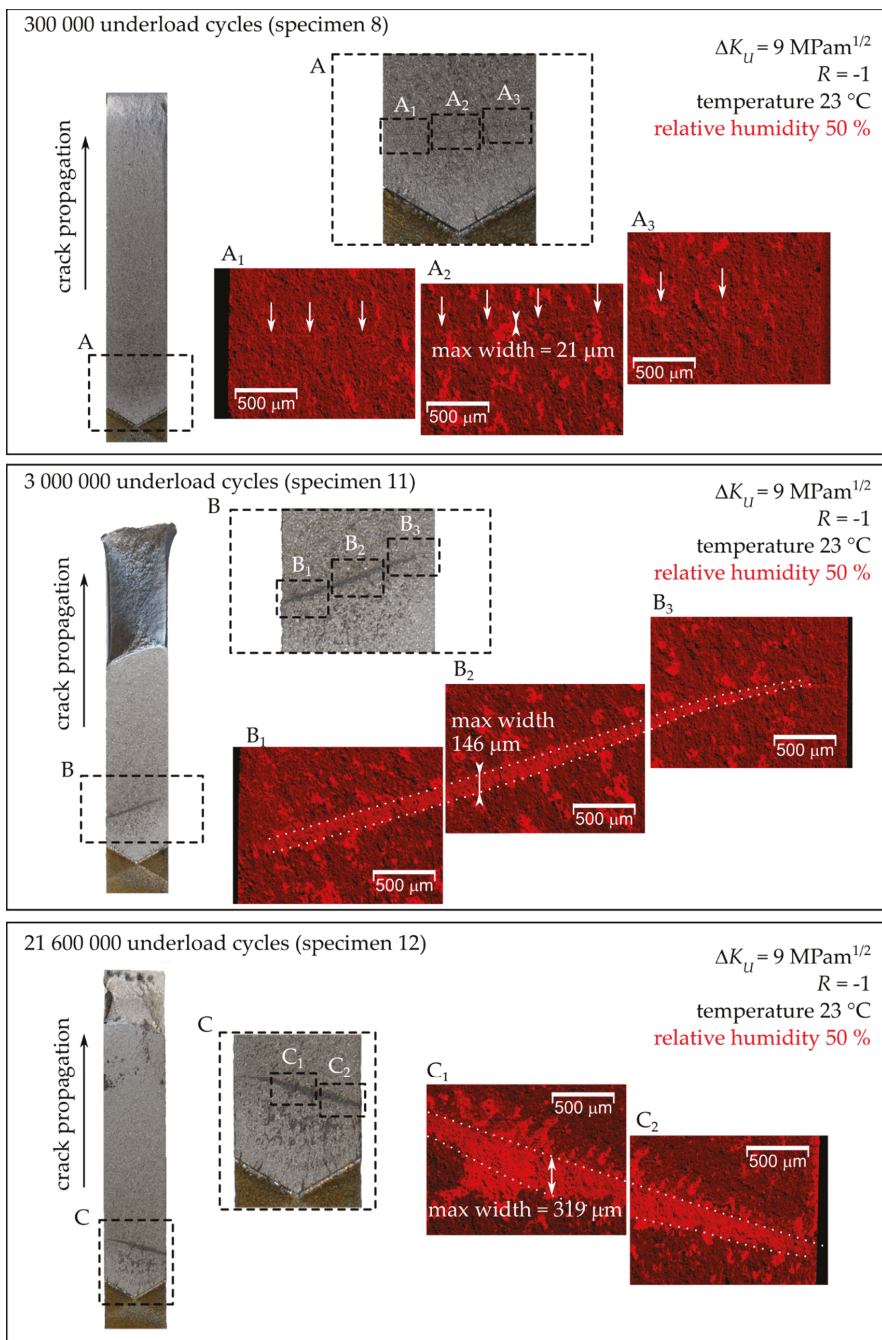 300 000 underload cycles (specimen 8)
ΔK_U = 9 MPam^1/2
R = -1
temperature 23 °C
relative humidity 50 %
crack propagation
A
A
A₁
A₂
A₃
A₁
500 μm
A₂
max width = 21 μm
500 μm
A₃
500 μm
3 000 000 underload cycles (specimen 11)
ΔK_U = 9 MPam^1/2
R = -1
temperature 23 °C
relative humidity 50 %
crack propagation
B
B
B₁
B₂
B₃
B₁
500 μm
B₂
max width
146 μm
500 μm
B₃
500 μm
21 600 000 underload cycles (specimen 12)
ΔK_U = 9 MPam^1/2
R = -1
temperature 23 °C
relative humidity 50 %
crack propagation
C
C
C₁
C₂
C₁
500 μm
max width = 319 μm
C₂
500 μm